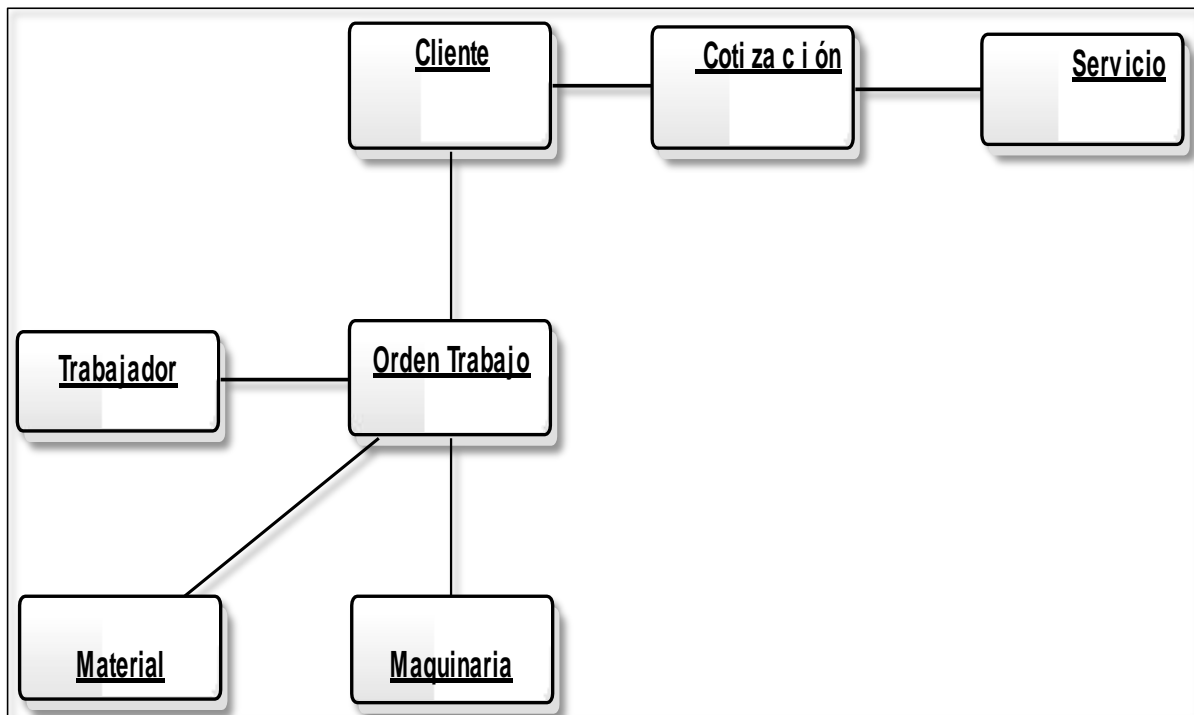 Cliente
Cotización
Servicio
Trabajador
Orden Trabajo
Material
Maquinaria